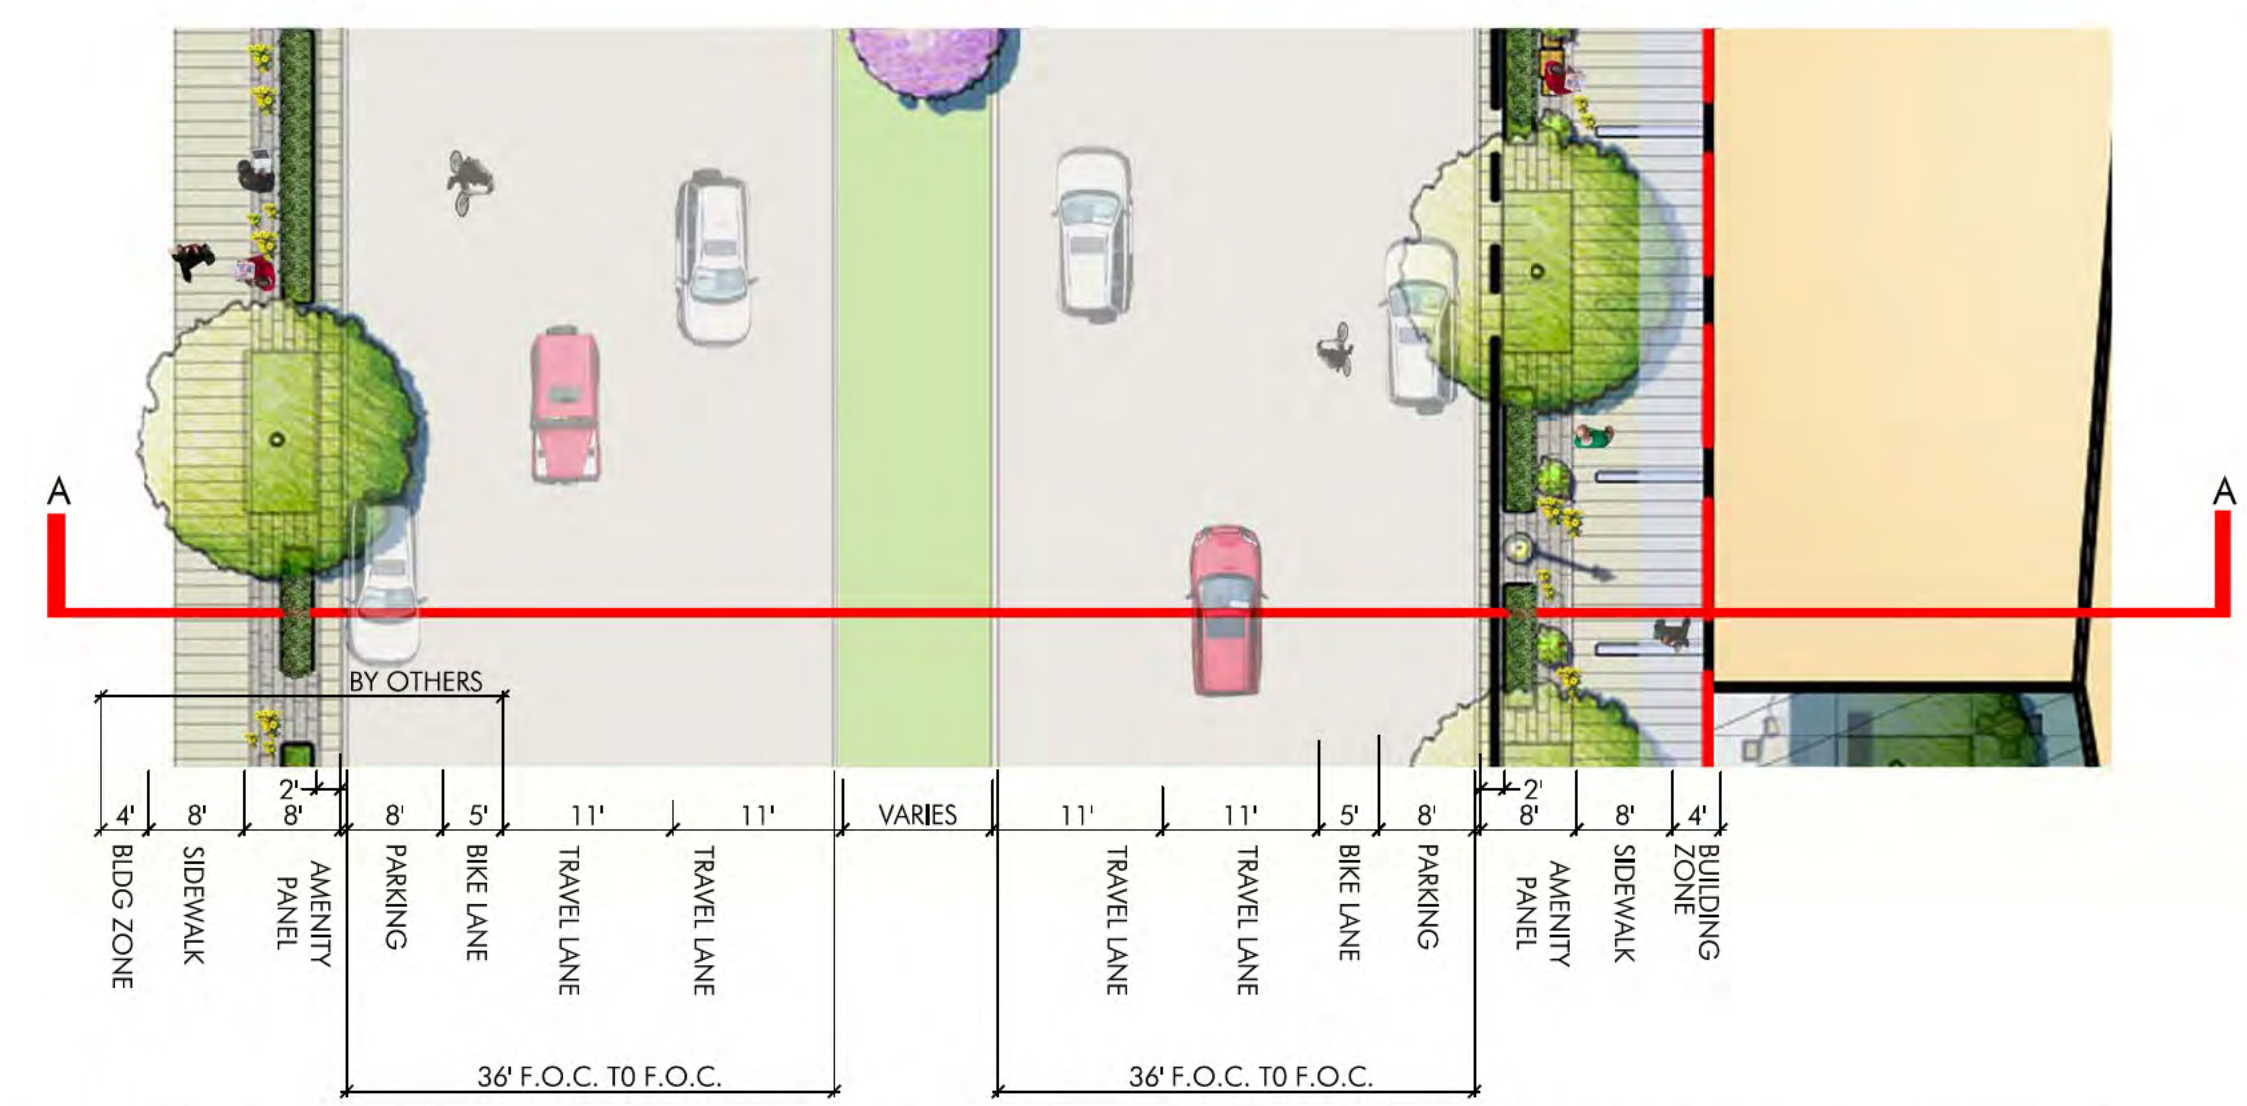 A
A
BY OTHERS
2'
2'
4'
8'
8'
8'
5'
11'
11'
VARIES
11'
11'
5'
8'
8'
8'
4'
BLDG ZONE
SIDEWALK
AMENITY
PANEL
PARKING
BIKE LANE
TRAVEL LANE
TRAVEL LANE
TRAVEL LANE
TRAVEL LANE
BIKE LANE
PARKING
AMENITY
PANEL
SIDEWALK
BUILDING
ZONE
36' F.O.C. TO F.O.C.
36' F.O.C. TO F.O.C.